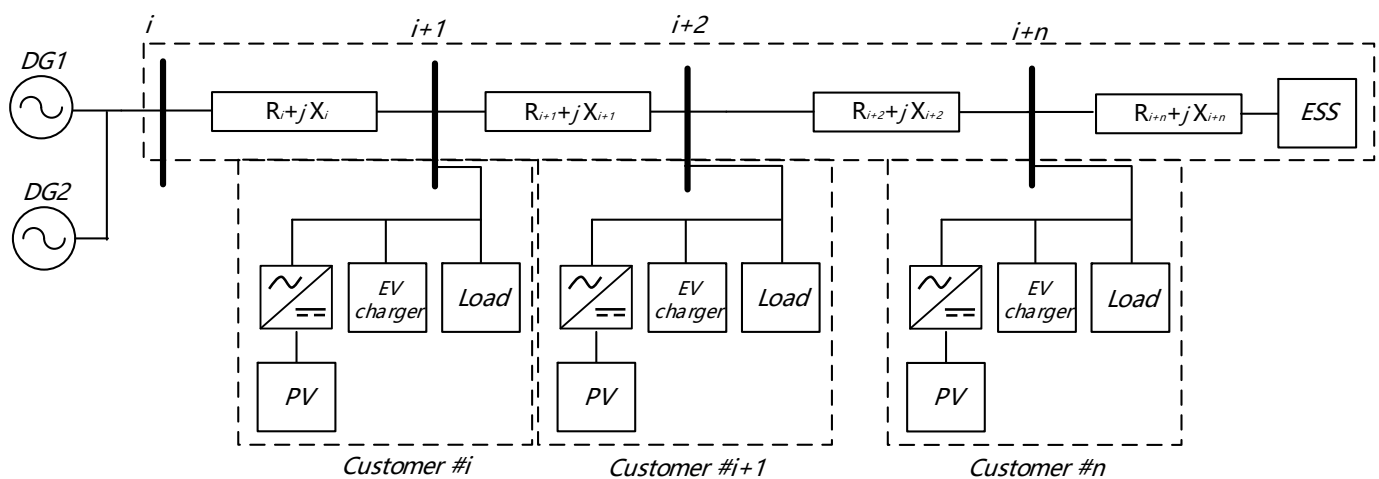 i
i+1
i+2
i+n
DG1
Ri+jXi
Ri+1+jXi+1
Ri+2+jXi+2
Ri+n+jXi+n
ESS
DG2
EV
charger
Load
EV
charger
Load
EV
charger
Load
PV
PV
PV
Customer #i
Customer #i+1
Customer #n